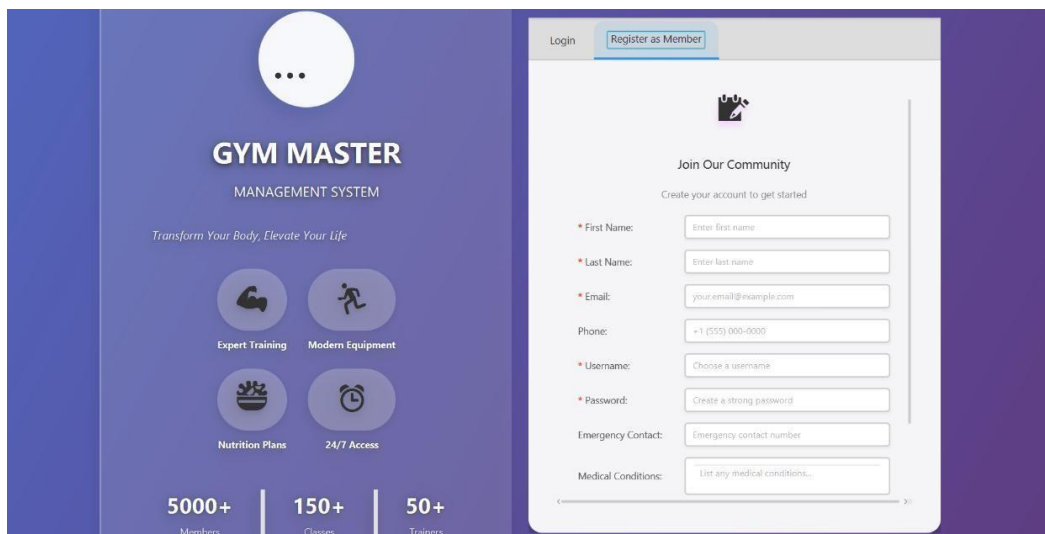 ...
GYM MASTER
MANAGEMENT SYSTEM
Transform Your Body, Elevate Your Life
Expert Training
Modern Equipment
Nutrition Plans
24/7 Access
5000+
150+
50+
Members
Classes
Trainers
Login
Register as Member
Join Our Community
Create your account to get started
* First Name:
Enter first name
* Last Name:
Enter last name
* Email:
your.email@example.com
Phone:
+1 (555) 000-0000
* Username:
Choose a username
* Password:
Create a strong password
Emergency Contact:
Emergency contact number
Medical Conditions:
List any medical conditions...